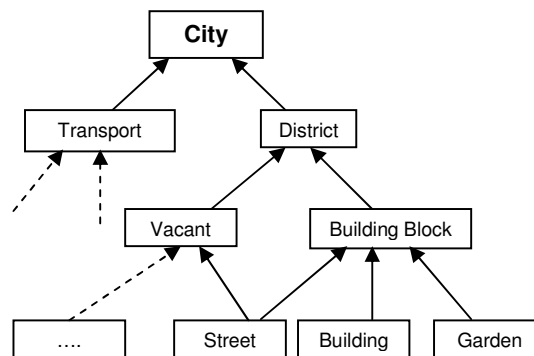 City
Transport
District
Vacant
Building Block
....
Street
Building
Garden